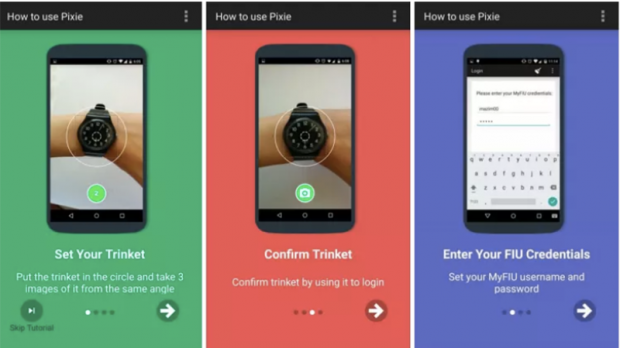 How to use Pixie
Set Your Trinket
Put the trinket in the circle and take 3
images of it from the same angle
Skip Tutorial
How to use Pixie
Confirm Trinket
Confirm trinket by using it to login
How to use Pixie
Login
Please enter your MyFIU credentials:
q w e r t y u i o p
a s d f g h j k l
z x c v b n m
Enter Your FIU Credentials
Set your MyFIU username and
password